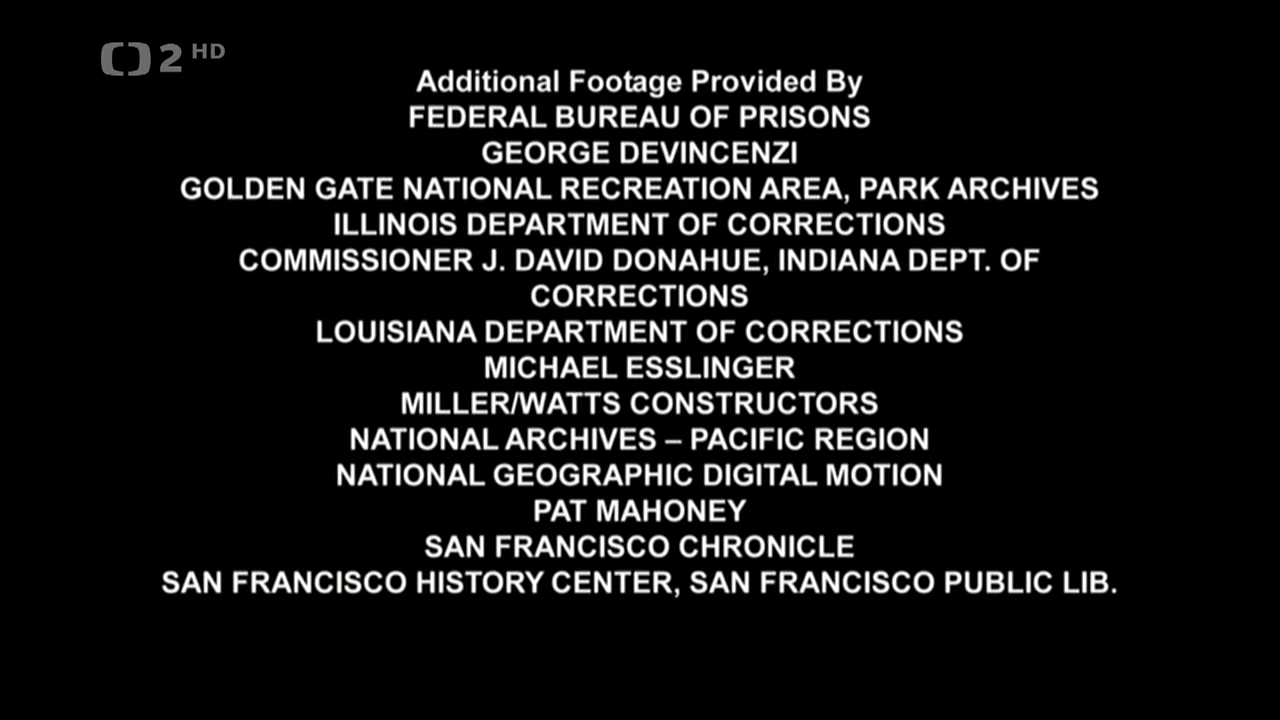 2 HD
Additional Footage Provided By
FEDERAL BUREAU OF PRISONS
GEORGE DEVINCENZI
GOLDEN GATE NATIONAL RECREATION AREA, PARK ARCHIVES
ILLINOIS DEPARTMENT OF CORRECTIONS
COMMISSIONER J. DAVID DONAHUE, INDIANA DEPT. OF
CORRECTIONS
LOUISIANA DEPARTMENT OF CORRECTIONS
MICHAEL ESSLINGER
MILLER/WATTS CONSTRUCTORS
NATIONAL ARCHIVES – PACIFIC REGION
NATIONAL GEOGRAPHIC DIGITAL MOTION
PAT MAHONEY
SAN FRANCISCO CHRONICLE
SAN FRANCISCO HISTORY CENTER, SAN FRANCISCO PUBLIC LIB.